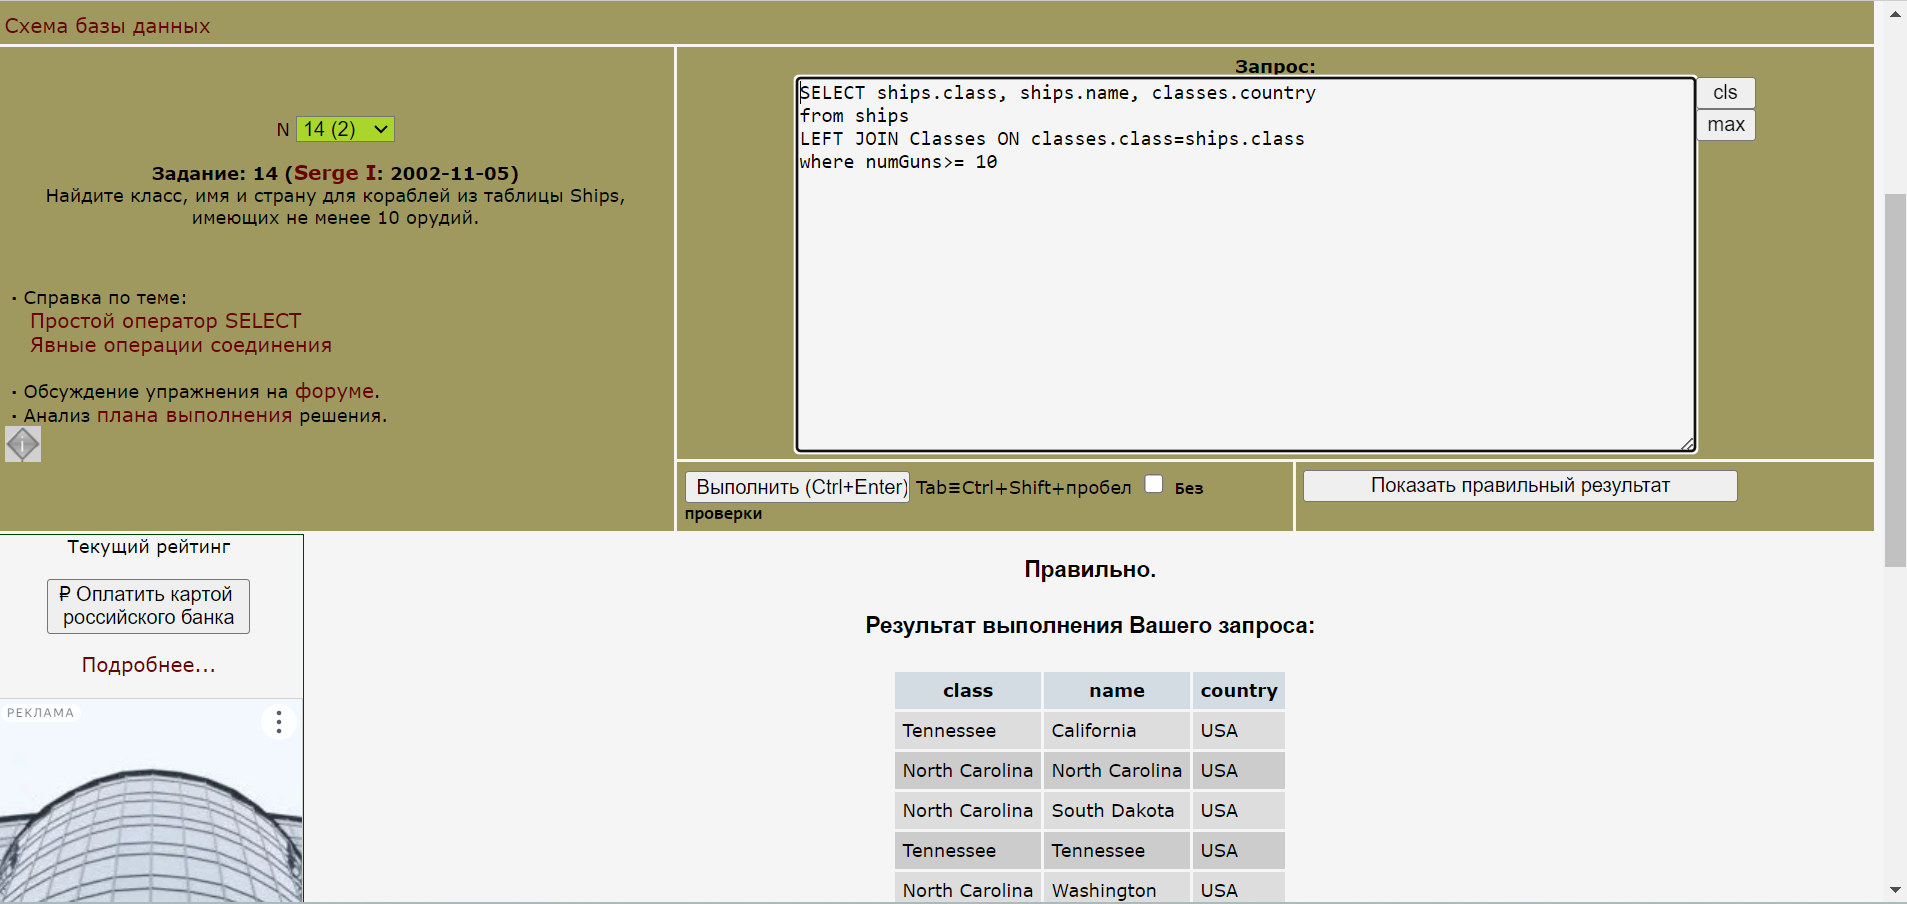 Схема базы данных
N 14 (2)
Задание: 14 (Serge I: 2002-11-05)
Найдите класс, имя и страну для кораблей из таблицы Ships,
имеющих не менее 10 орудий.
· Справка по теме:
Простой оператор SELECT
Явные операции соединения
· Обсуждение упражнения на форуме.
· Анализ плана выполнения решения.
Запрос:
SELECT ships.class, ships.name, classes.country
from ships
LEFT JOIN Classes ON classes.class=ships.class
where numGuns>= 10
cls
max
Выполнить (Ctrl+Enter) Tab≡Ctrl+Shift+пробел Без
проверки
Показать правильный результат
Текущий рейтинг
₽ Оплатить картой
российского банка
Подробнее...
РЕКЛАМА
Правильно.
Результат выполнения Вашего запроса:
class name country
Tennessee California USA
North Carolina North Carolina USA
North Carolina South Dakota USA
Tennessee Tennessee USA
North Carolina Washington USA